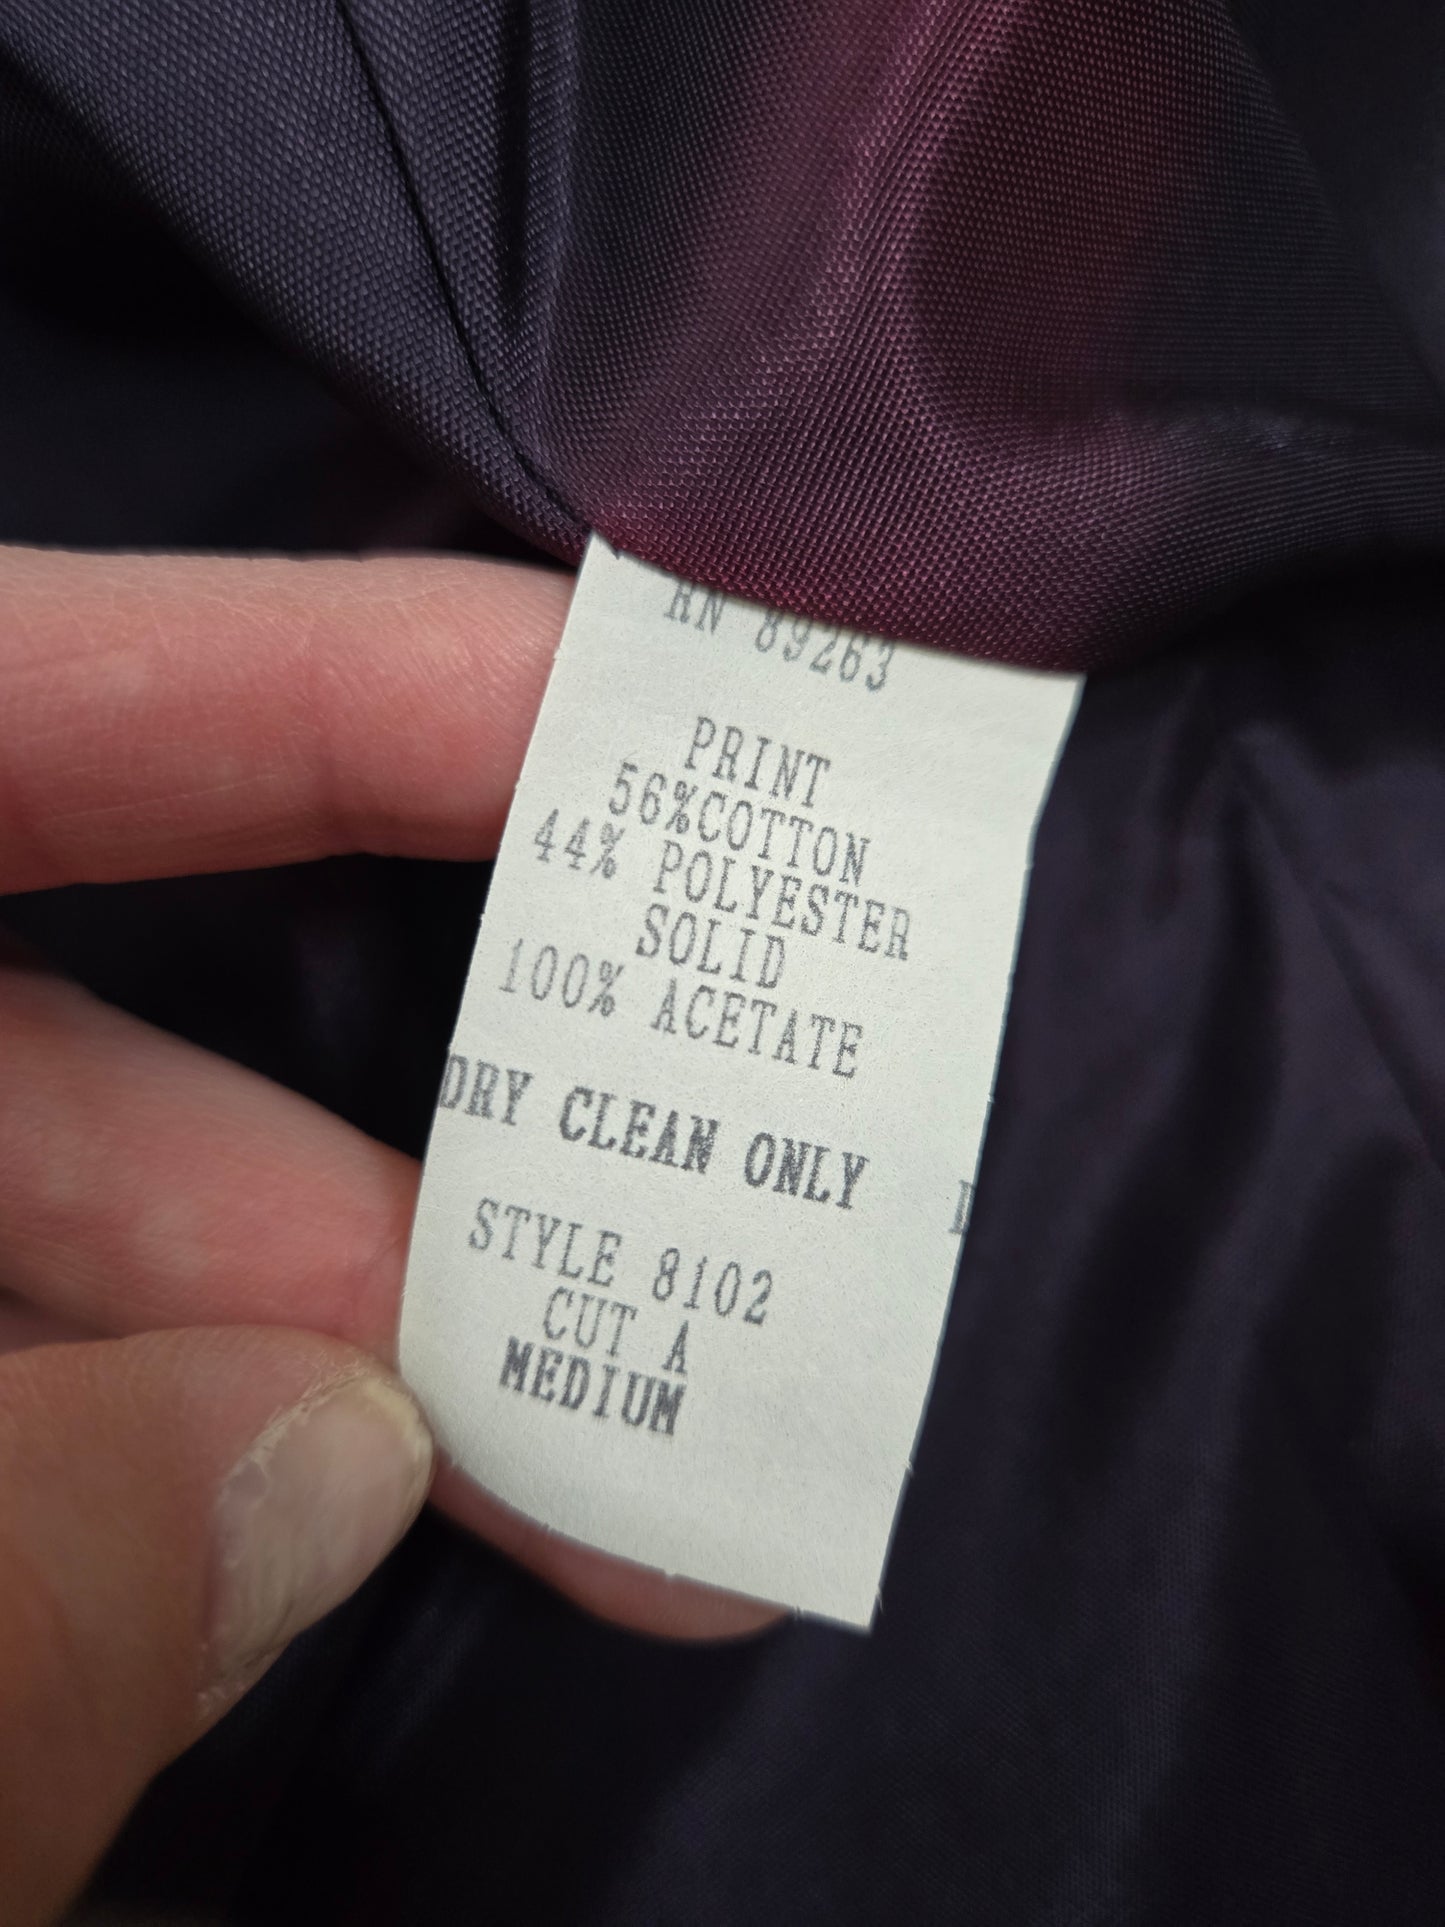 RN 89263
PRINT
56%COTTON
44% POLYESTER
SOLID
100% ACETATE
DRY CLEAN ONLY
STYLE 8102
CUT A
MEDIUM